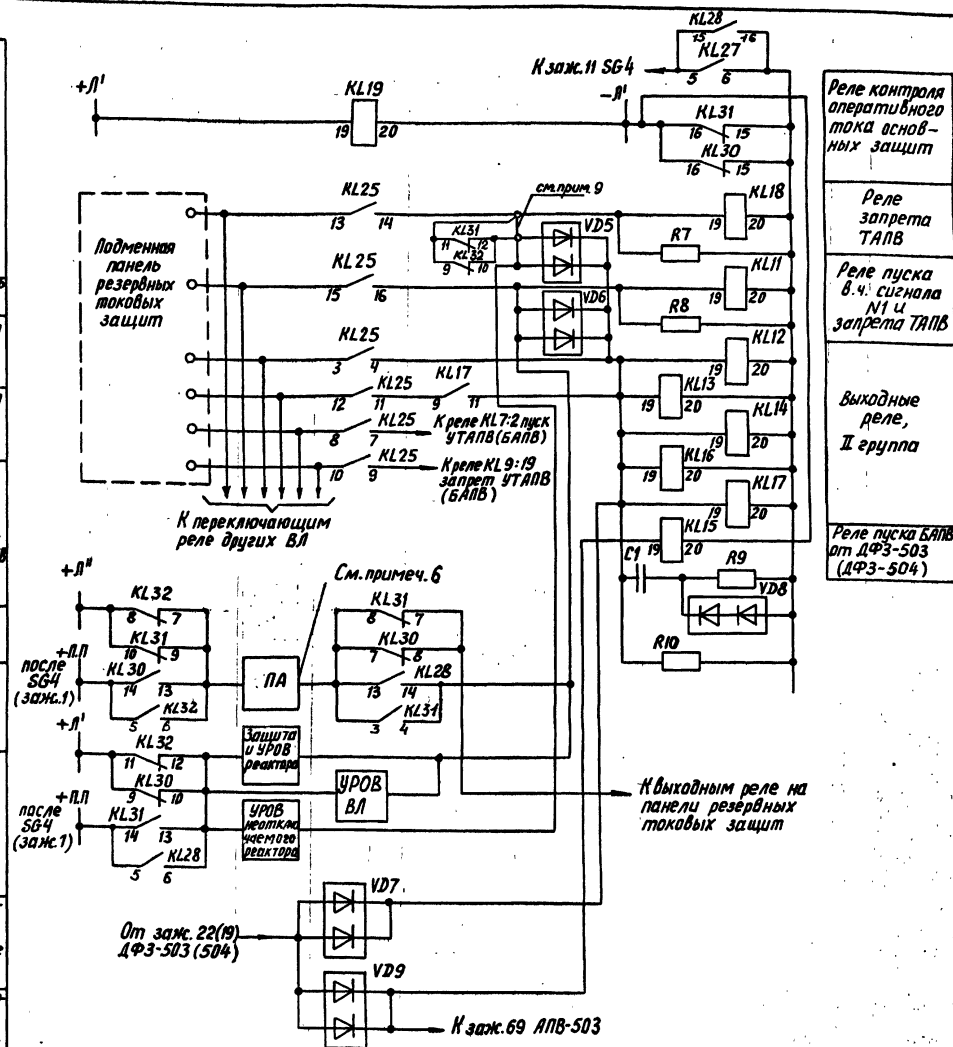 KL28
15 16
KL27
К заж. 11 SG4
5 6
+Л'
KL19
19 20
-Л'
KL31
16 15
KL30
16 15
Реле контроля
оперативного
тока основ-
ных защит
Подменная
панель
резервных
токовых
защит
KL25
13 14
см.прим. 9
KL31
11 12
KL32
9 10
VD5
KL18
19 20
R7
Реле
запрета
ТАПВ
KL25
15 16
VD6
KL11
19 20
R8
Реле пуска
в.ч. сигнала
N1 и
запрета ТАПВ
KL25
3 4
KL12
19 20
KL25
12 11
KL17
9 11
KL13
19 20
KL25
8 7
К реле KL7:2 пуск
УТАПВ (БАПВ)
KL14
19 20
KL25
10 9
К реле KL9:19
запрет УТАПВ
(БАПВ)
KL16
19 20
KL17
19 20
Выходные
реле,
II группа
К переключающим
реле других ВЛ
KL15
19 20
Реле пуска БАПВ
от ДФЗ-503
(ДФЗ-504)
C1
R9
VD8
R10
+Л"
KL32
8 7
KL31
10 9
+П.П
после
SG4
(заж.1)
KL30
14 13
KL32
5 6
См.примеч. 6
ПА
KL31
8 7
KL30
7 8
KL28
13 14
KL31
3 4
+Л'
KL32
11 12
KL30
9 10
+П.П
после
SG4
(заж.1)
KL31
14 13
KL28
5 6
Защита
и УРОВ
реактора
УРОВ
ВЛ
УРОВ
неотклю
чаемого
реактора
К выходным реле на
панели резервных
токовых защит
От заж. 22(19)
ДФЗ-503 (504)
VD7
VD9
К заж. 69 АПВ-503